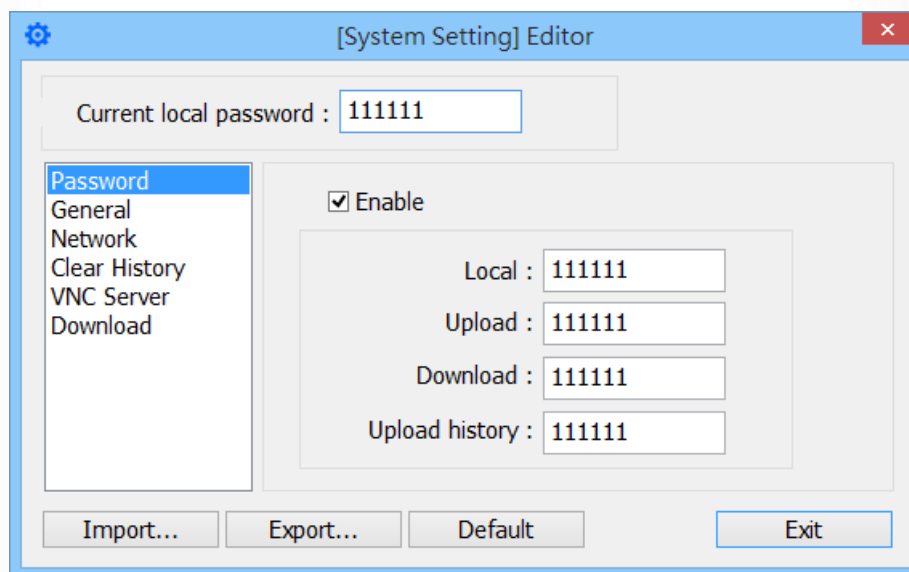 [System Setting] Editor
Current local password : 111111
Password
General
Network
Clear History
VNC Server
Download
Enable
Local : 111111
Upload : 111111
Download : 111111
Upload history : 111111
Import... Export... Default Exit